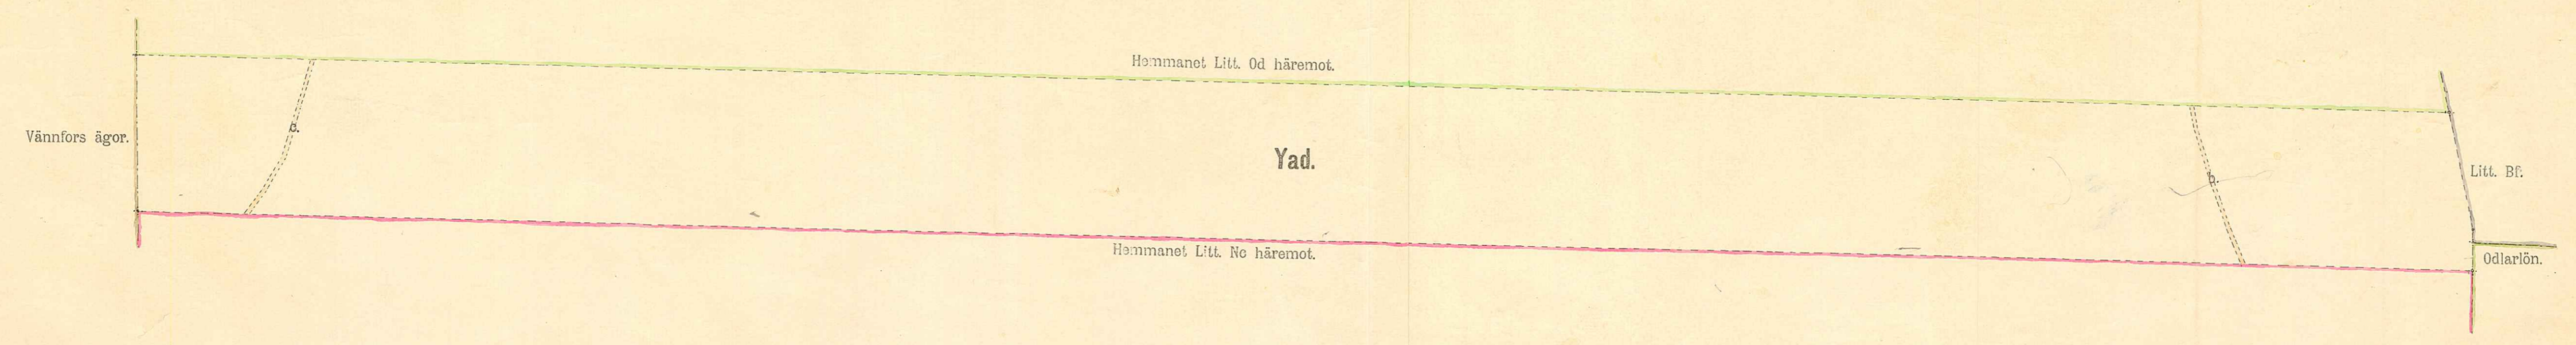 Hemmanet Litt. Od häremot.
Vännfors ägor.
c.
Yad.
b.
Litt. Bf.
Hemmanet Litt. Nc häremot.
Odlarlön.